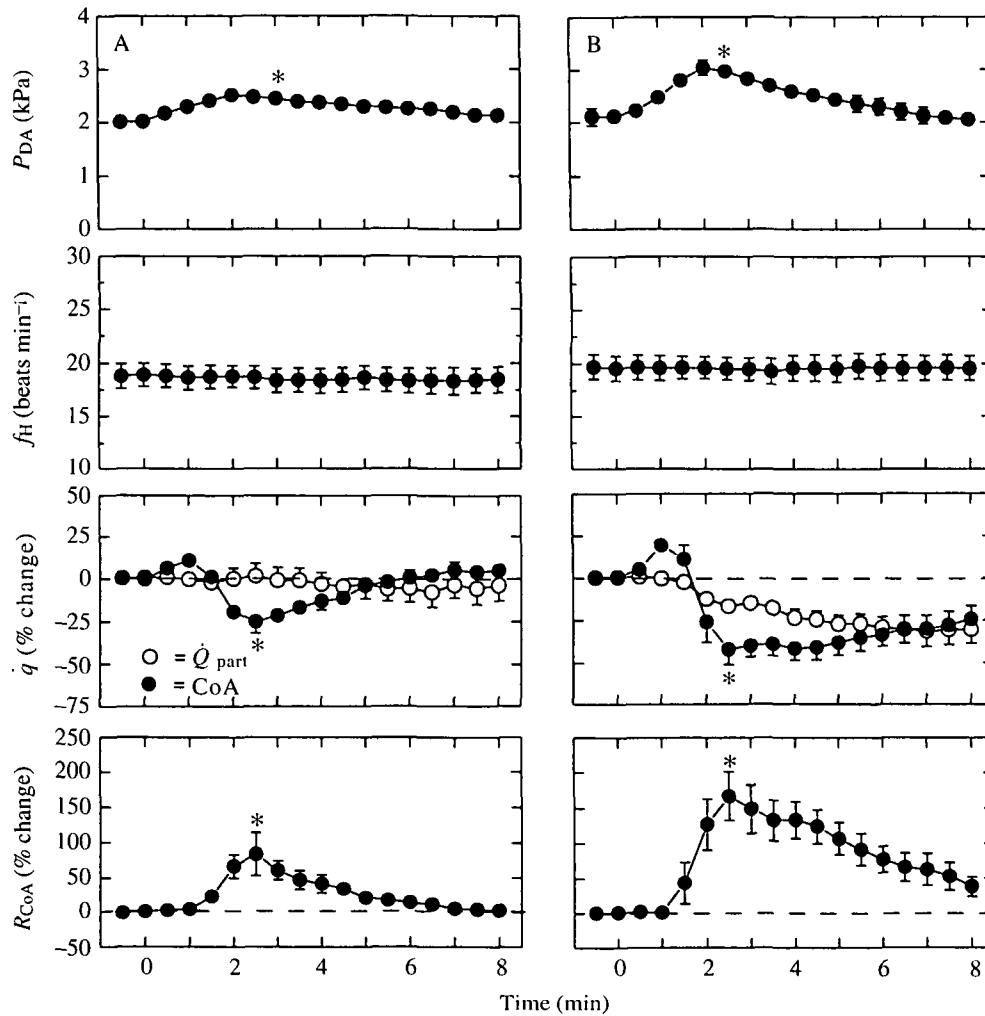 A
B
P_DA (kPa)
4
3
2
1
0
*
*
f_H (beats min⁻ⁱ)
30
25
20
15
10
q̇ (% change)
50
25
0
-25
-50
-75
○ = Q̇ part
● = CoA
*
*
R_CoA (% change)
250
200
150
100
50
0
-50
*
*
0 2 4 6 8
0 2 4 6 8
Time (min)